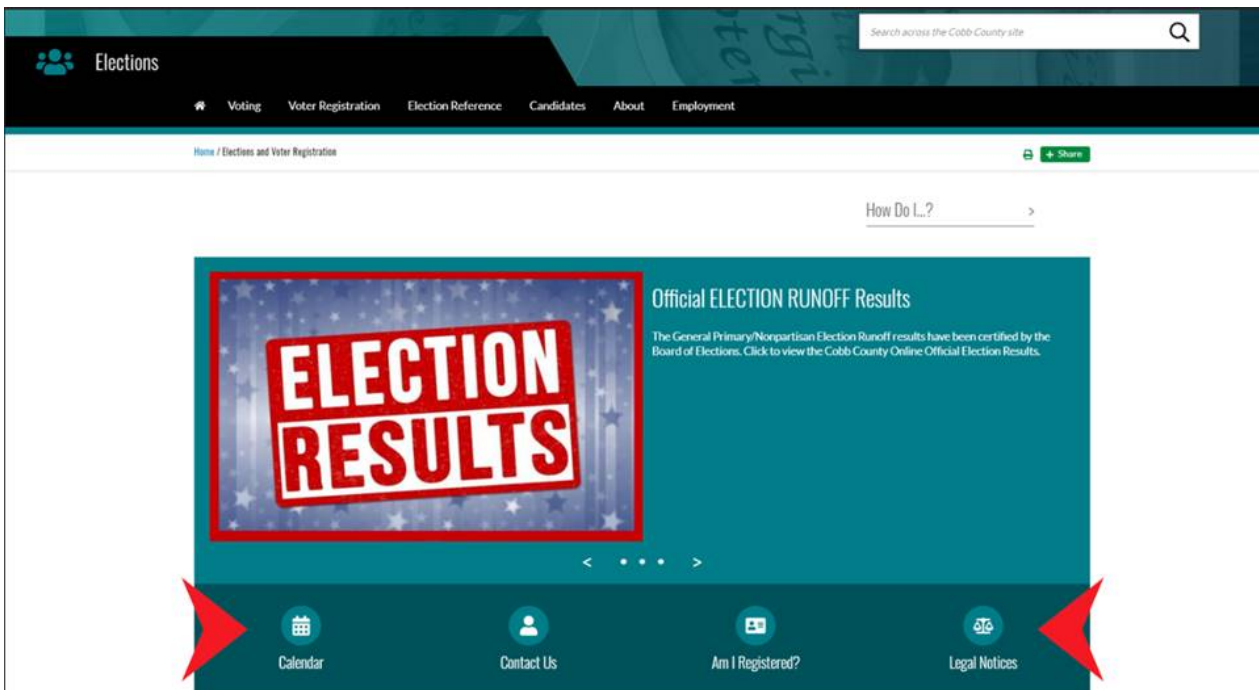 Search across the Cobb County site
Elections
Voting Voter Registration Election Reference Candidates About Employment
Home / Elections and Voter Registration
+ Share
How Do I...? >
ELECTION
RESULTS
Official ELECTION RUNOFF Results
The General Primary/Nonpartisan Election Runoff results have been certified by the
Board of Elections. Click to view the Cobb County Online Official Election Results.
< • • • >
Calendar
Contact Us
Am I Registered?
Legal Notices